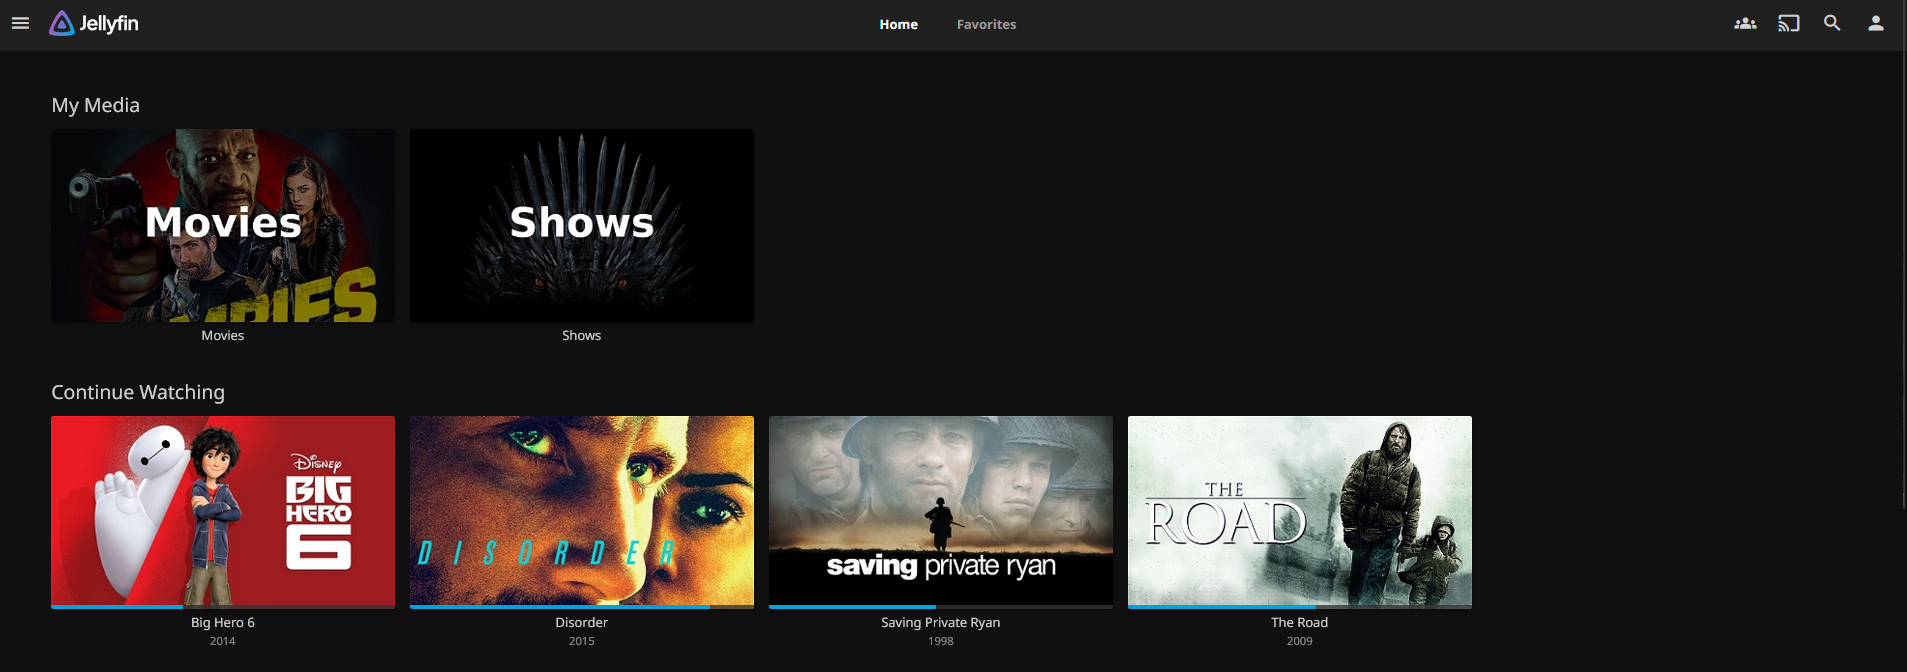 Jellyfin
Home
Favorites
My Media
Movies
Shows
Movies
Shows
Continue Watching
Disney
BIG
HERO
6
DISORDER
saving private ryan
THE
ROAD
Big Hero 6
2014
Disorder
2015
Saving Private Ryan
1998
The Road
2009